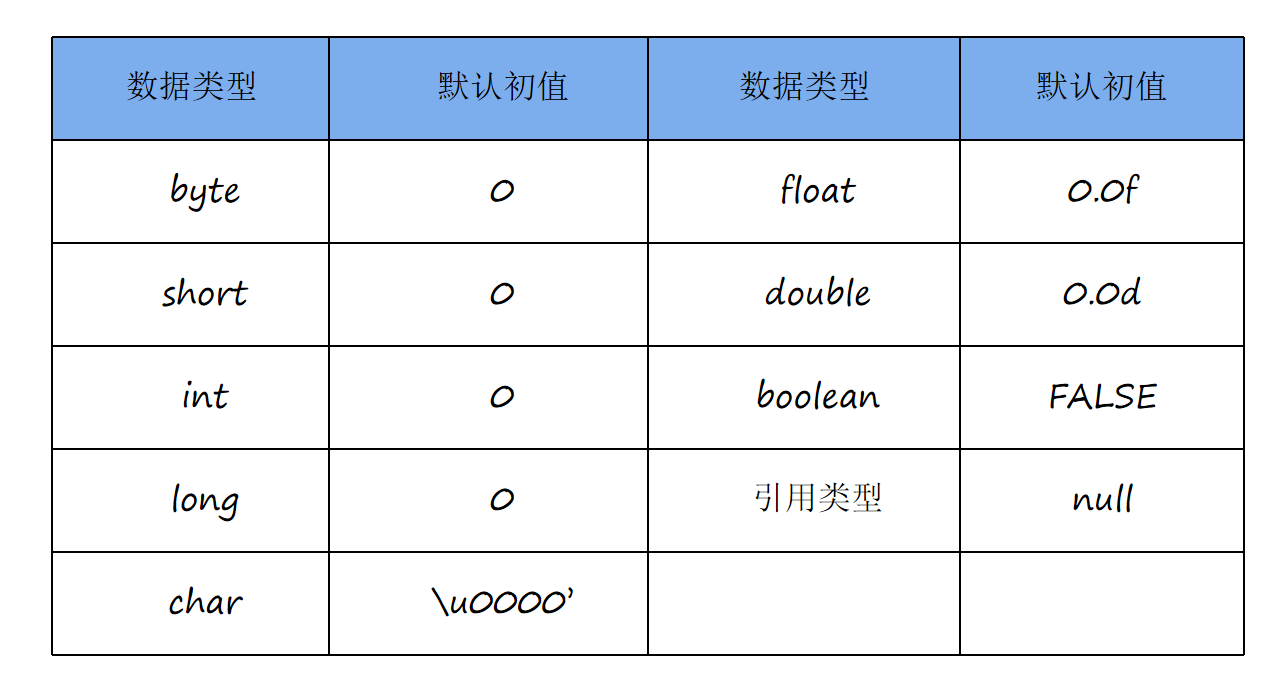 数据类型 默认初值 数据类型 默认初值
byte 0 float 0.0f
short 0 double 0.0d
int 0 boolean FALSE
long 0 引用类型 null
char \u0000’